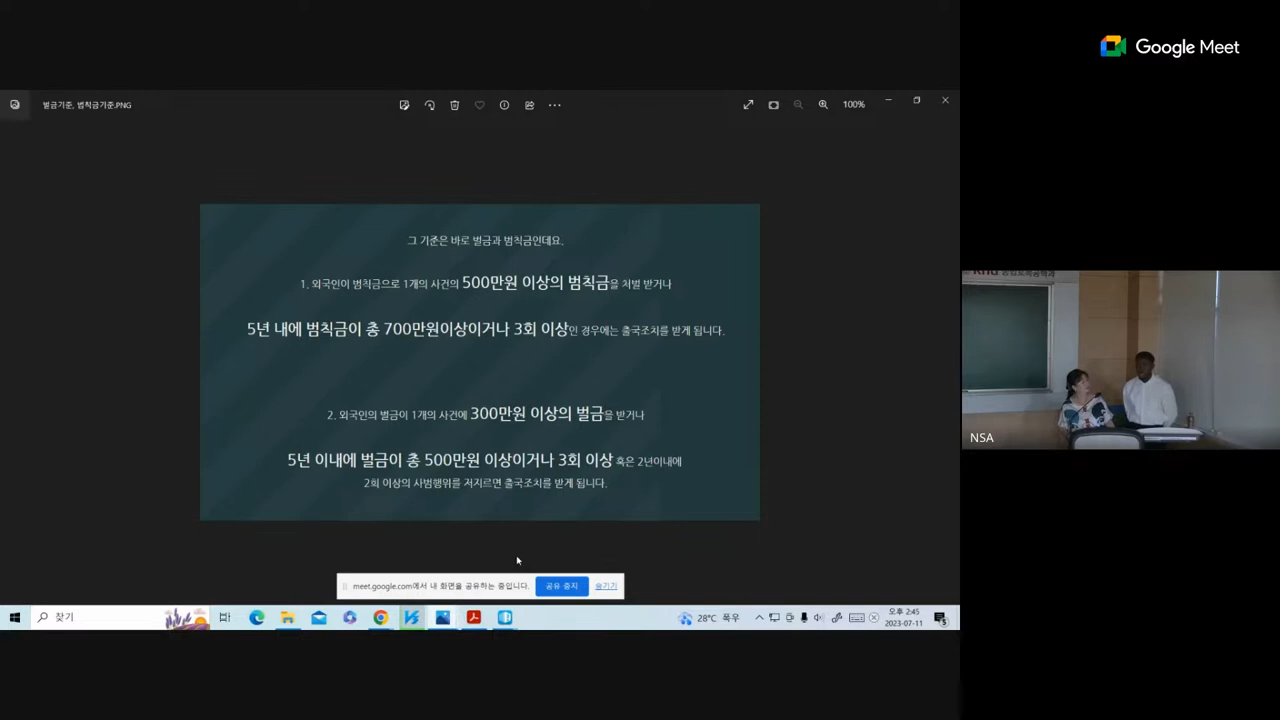 Google Meet
벌금기준, 범칙금기준.PNG
100%
그 기준은 바로 벌금과 범칙금인데요.
1. 외국인이 범칙금으로 1개의 사건의 500만원 이상의 범칙금을 처벌 받거나
5년 내에 범칙금이 총 700만원이상이거나 3회 이상인 경우에는 출국조치를 받게 됩니다.
2. 외국인의 벌금이 1개의 사건에 300만원 이상의 벌금을 받거나
5년 이내에 벌금이 총 500만원 이상이거나 3회 이상 혹은 2년이내에
2회 이상의 사범행위를 저지르면 출국조치를 받게 됩니다.
NSA
meet.google.com에서 내 화면을 공유하는 중입니다.
공유 중지
숨기기
찾기
28°C 폭우
오후 2:45
2023-07-11
5